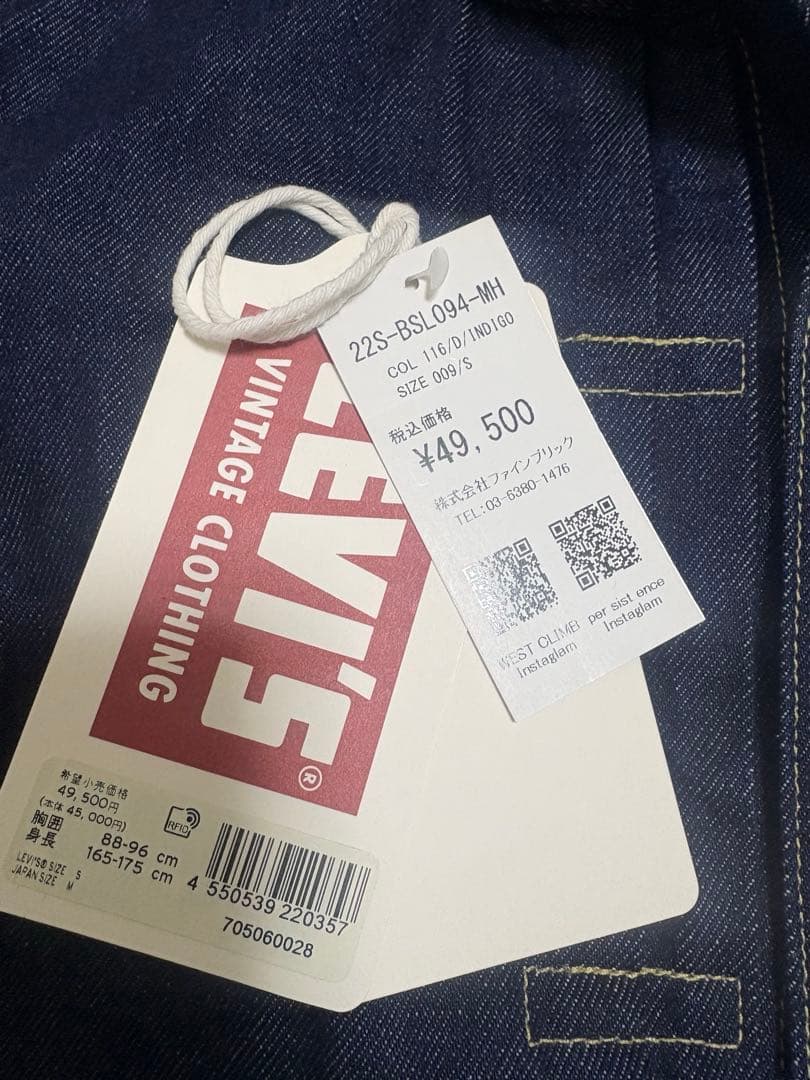 LEVI'S®
VINTAGE CLOTHING
22S-BSL094-MH
COL 116/D/INDIGO
SIZE 009/S
税込価格
¥49,500
株式会社ファインブリック
TEL:03-6380-1476
WEST CLIMB per sist ence
Instaglam Instaglam
希望小売価格
49,500円
(本体 45,000円)
RFID
胸囲 88-96 cm
身長 165-175 cm
LEVI'S® SIZE S
JAPAN SIZE M
4 550539 220357
705060028